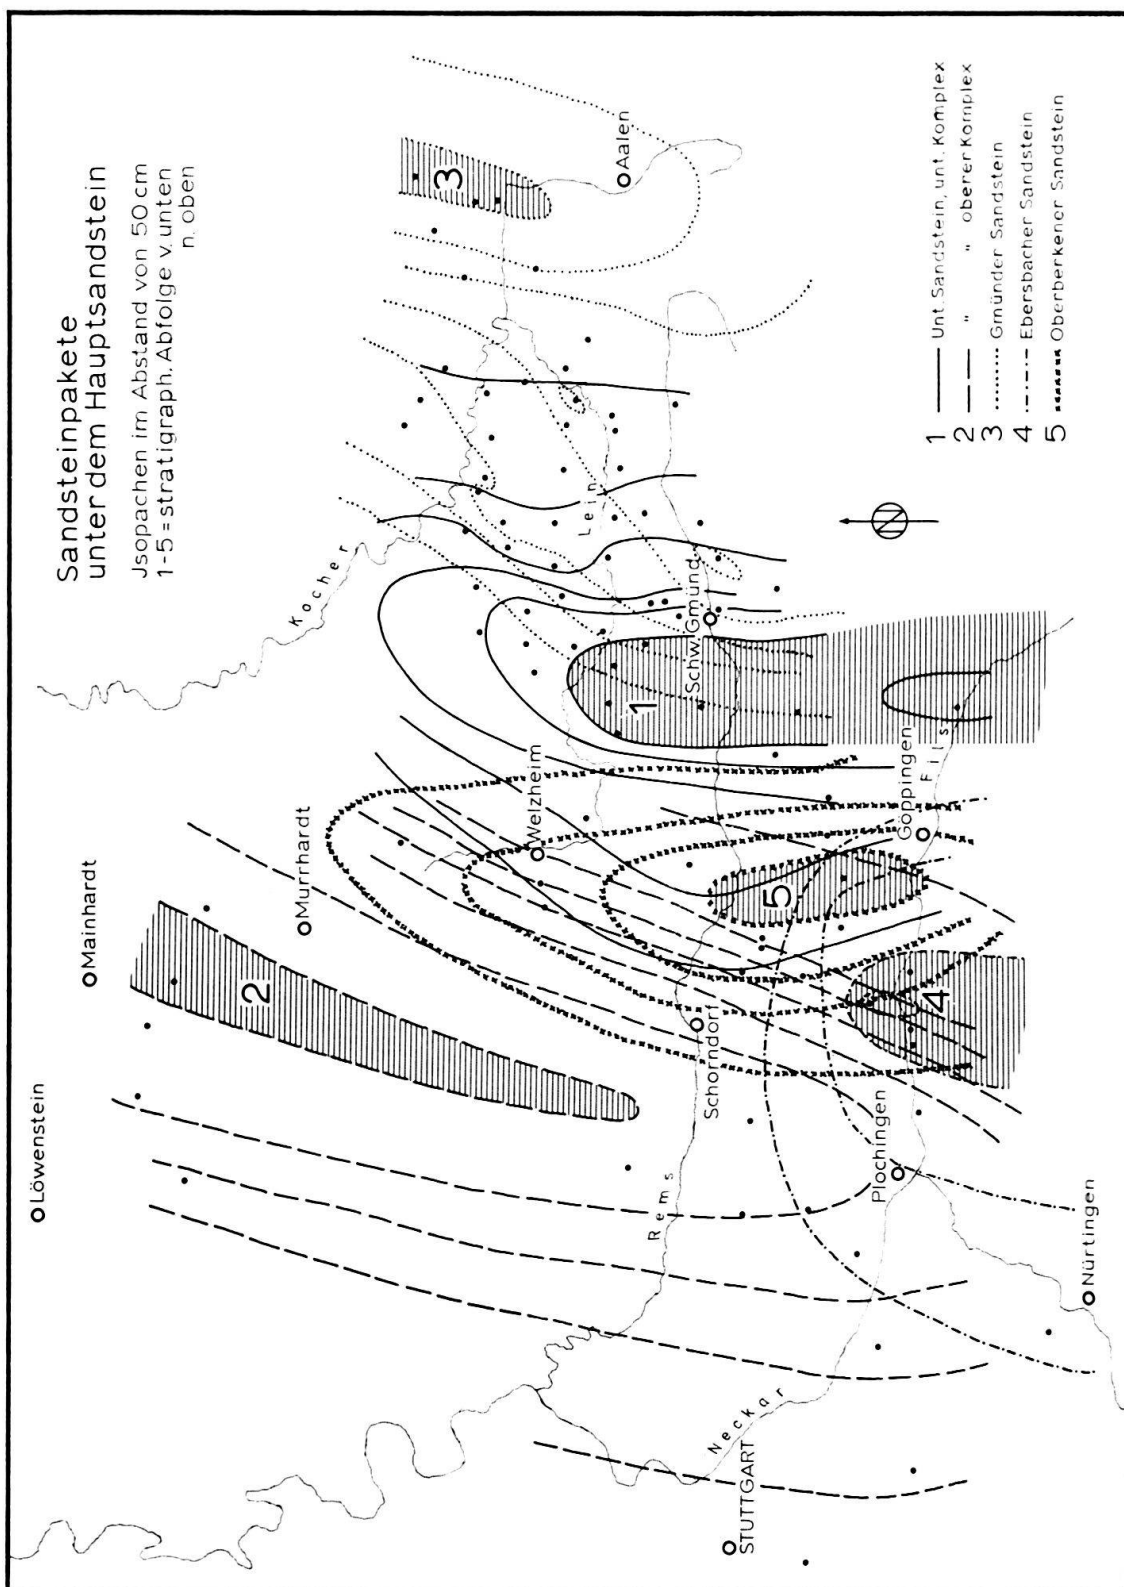 Sandsteinpakete
unter dem Hauptsandstein
Jsopachen im Abstand von 50 cm
1-5 = stratigraph. Abfolge v. unten
n. oben
Löwenstein
Mainhardt
Murrhardt
Kocher
2
3
Aalen
Lein
Welzheim
1
Schw. Gmünd
Rems
Schorndorf
5
STUTTGART
Neckar
Plochingen
4
Göppingen
Fils
Nürtingen
N
1 Unt. Sandstein, unt. Komplex
2 " " oberer Komplex
3 Gmünder Sandstein
4 Ebersbacher Sandstein
5 Oberberkener Sandstein